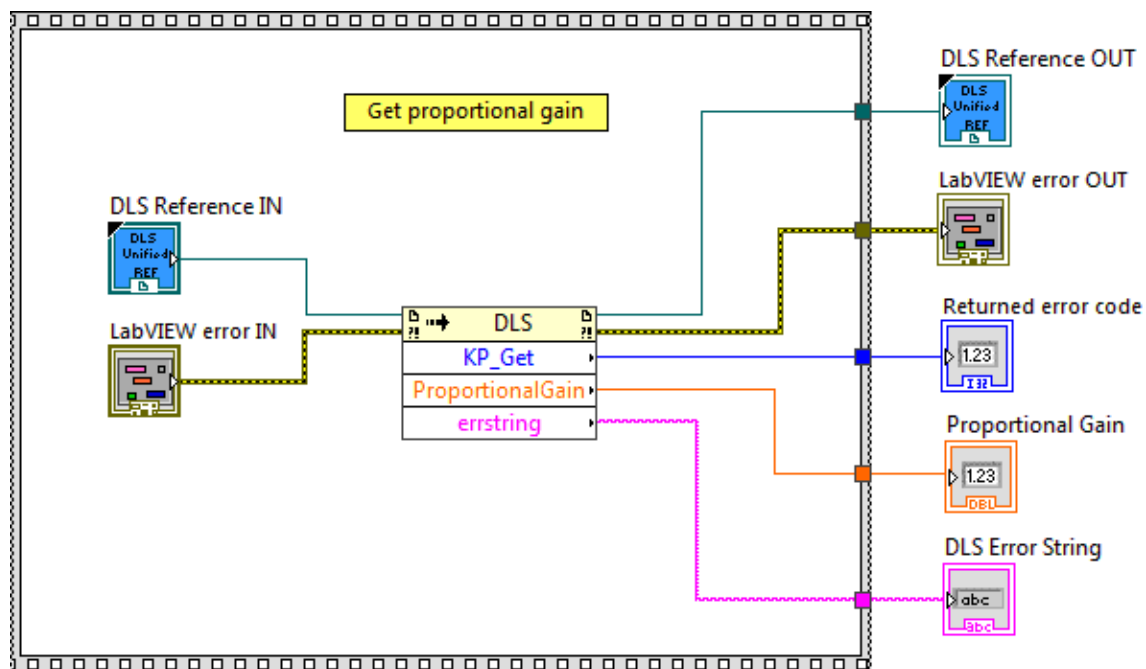 Get proportional gain
DLS Reference IN
DLS
Unified
REF
LabVIEW error IN
DLS
KP_Get
ProportionalGain
errstring
DLS Reference OUT
DLS
Unified
REF
LabVIEW error OUT
Returned error code
1.23
I32
Proportional Gain
1.23
DBL
DLS Error String
abc
abc